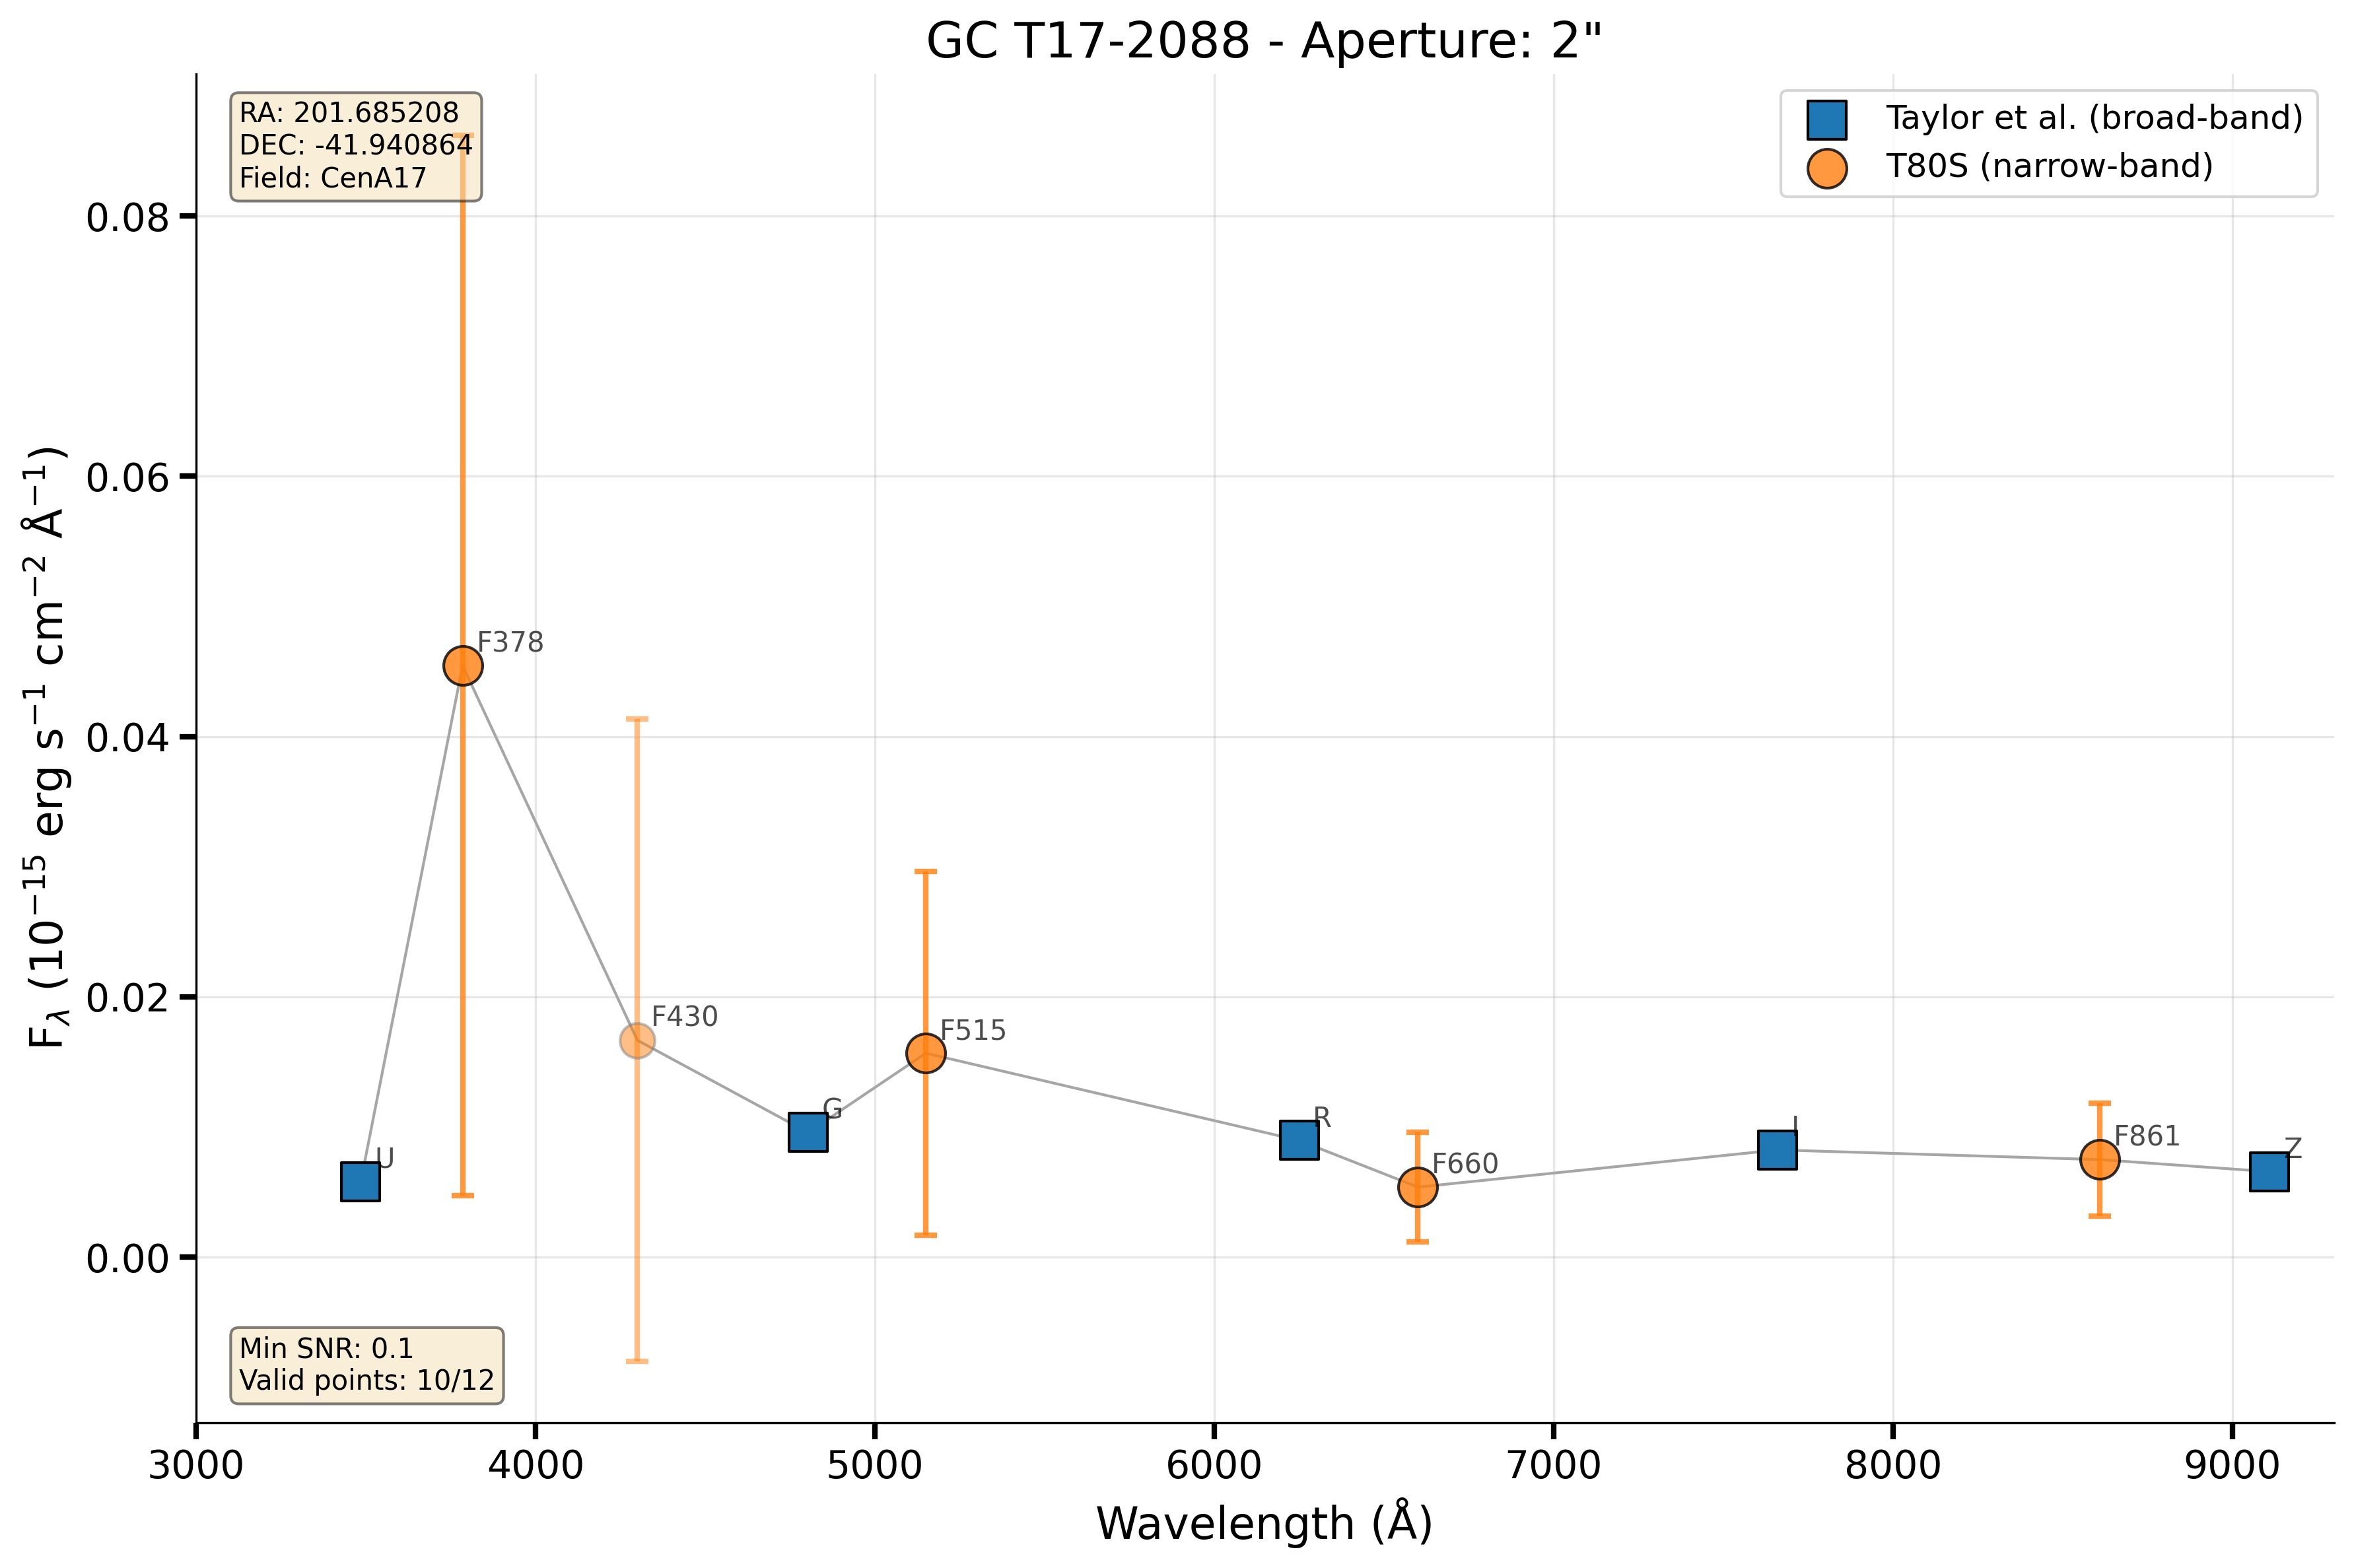 GC T17-2088 - Aperture: 2"
RA: 201.685208
DEC: -41.940864
Field: CenA17
Taylor et al. (broad-band)
T80S (narrow-band)
0.08
0.06
0.04
0.02
0.00
F_λ (10⁻¹⁵ erg s⁻¹ cm⁻² Å⁻¹)
F378
F430
F515
G
U
R
F660
I
F861
Z
Min SNR: 0.1
Valid points: 10/12
3000 4000 5000 6000 7000 8000 9000
Wavelength (Å)